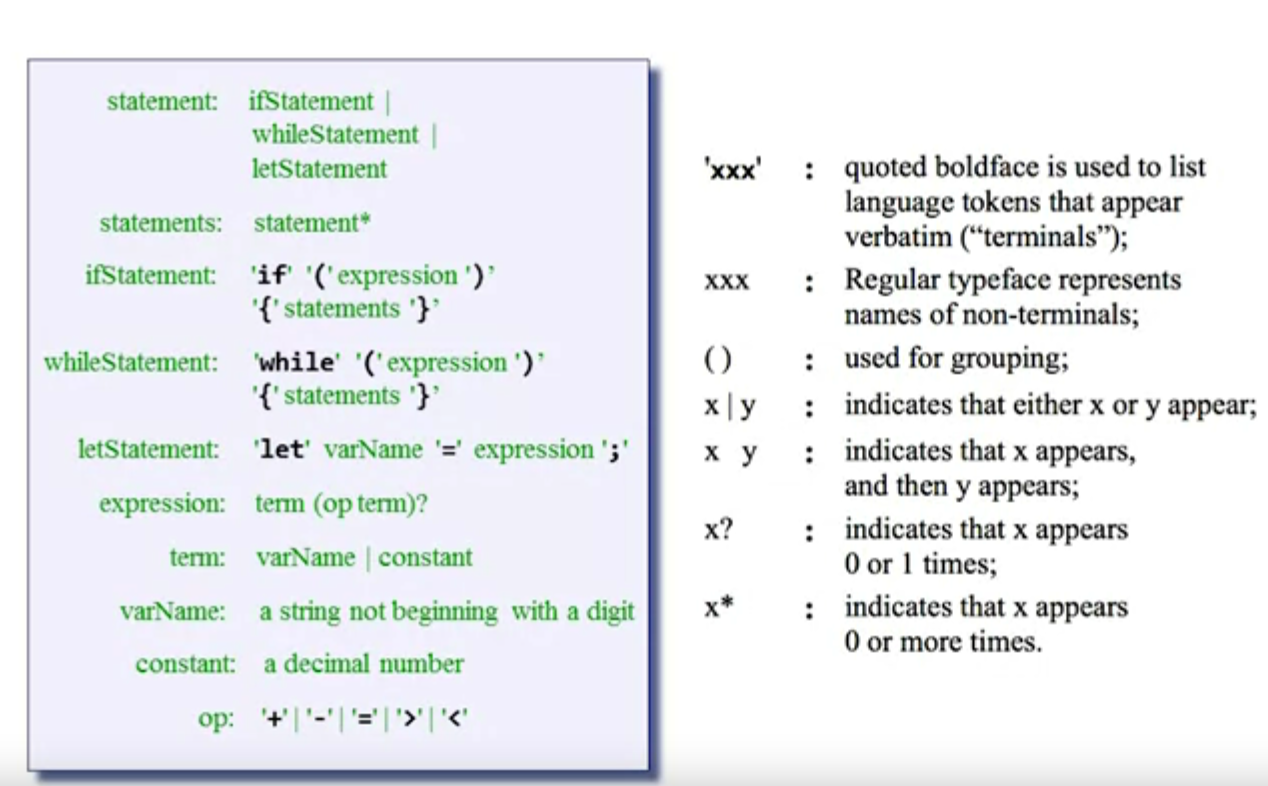 statement: ifStatement |
whileStatement |
letStatement
statements: statement*
ifStatement: 'if' '(' expression ')'
'{' statements '}'
whileStatement: 'while' '(' expression ')'
'{' statements '}'
letStatement: 'let' varName '=' expression ';'
expression: term (op term)?
term: varName | constant
varName: a string not beginning with a digit
constant: a decimal number
op: '+' | '-' | '=' | '>' | '<'
'xxx' : quoted boldface is used to list
language tokens that appear
verbatim (“terminals”);
xxx : Regular typeface represents
names of non-terminals;
( ) : used for grouping;
x | y : indicates that either x or y appear;
x y : indicates that x appears,
and then y appears;
x? : indicates that x appears
0 or 1 times;
x* : indicates that x appears
0 or more times.